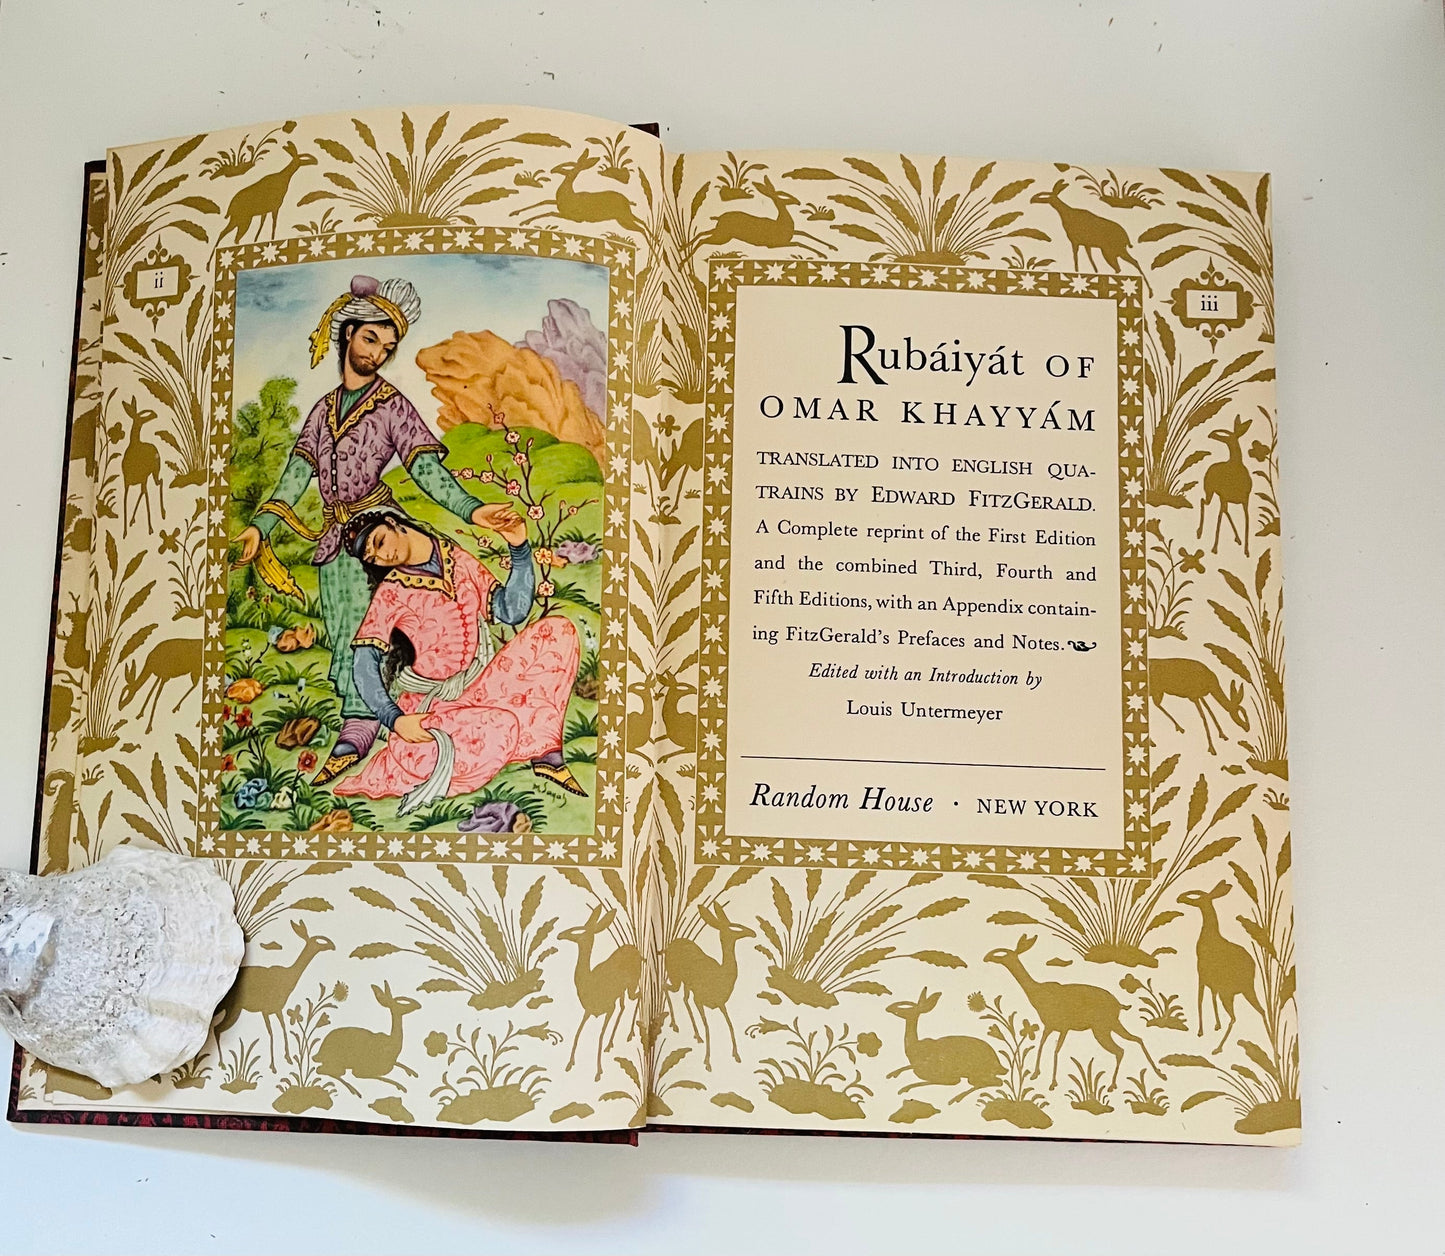 ii
iii
Rubáiyát OF
OMAR KHAYYÁM
TRANSLATED INTO ENGLISH QUA-
TRAINS BY EDWARD FITZGERALD.
A Complete reprint of the First Edition
and the combined Third, Fourth and
Fifth Editions, with an Appendix contain-
ing FitzGerald's Prefaces and Notes.
Edited with an Introduction by
Louis Untermeyer
Random House · NEW YORK